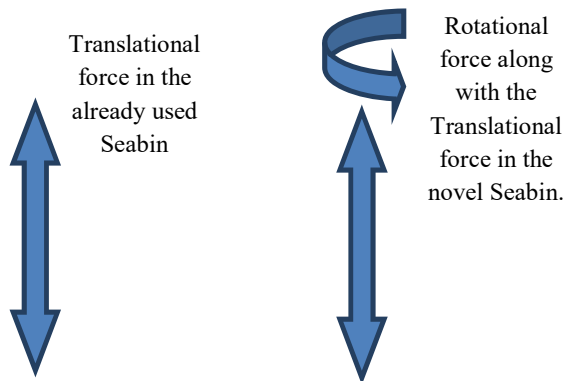 Translational
force in the
already used
Seabin
Rotational
force along
with the
Translational
force in the
novel Seabin.